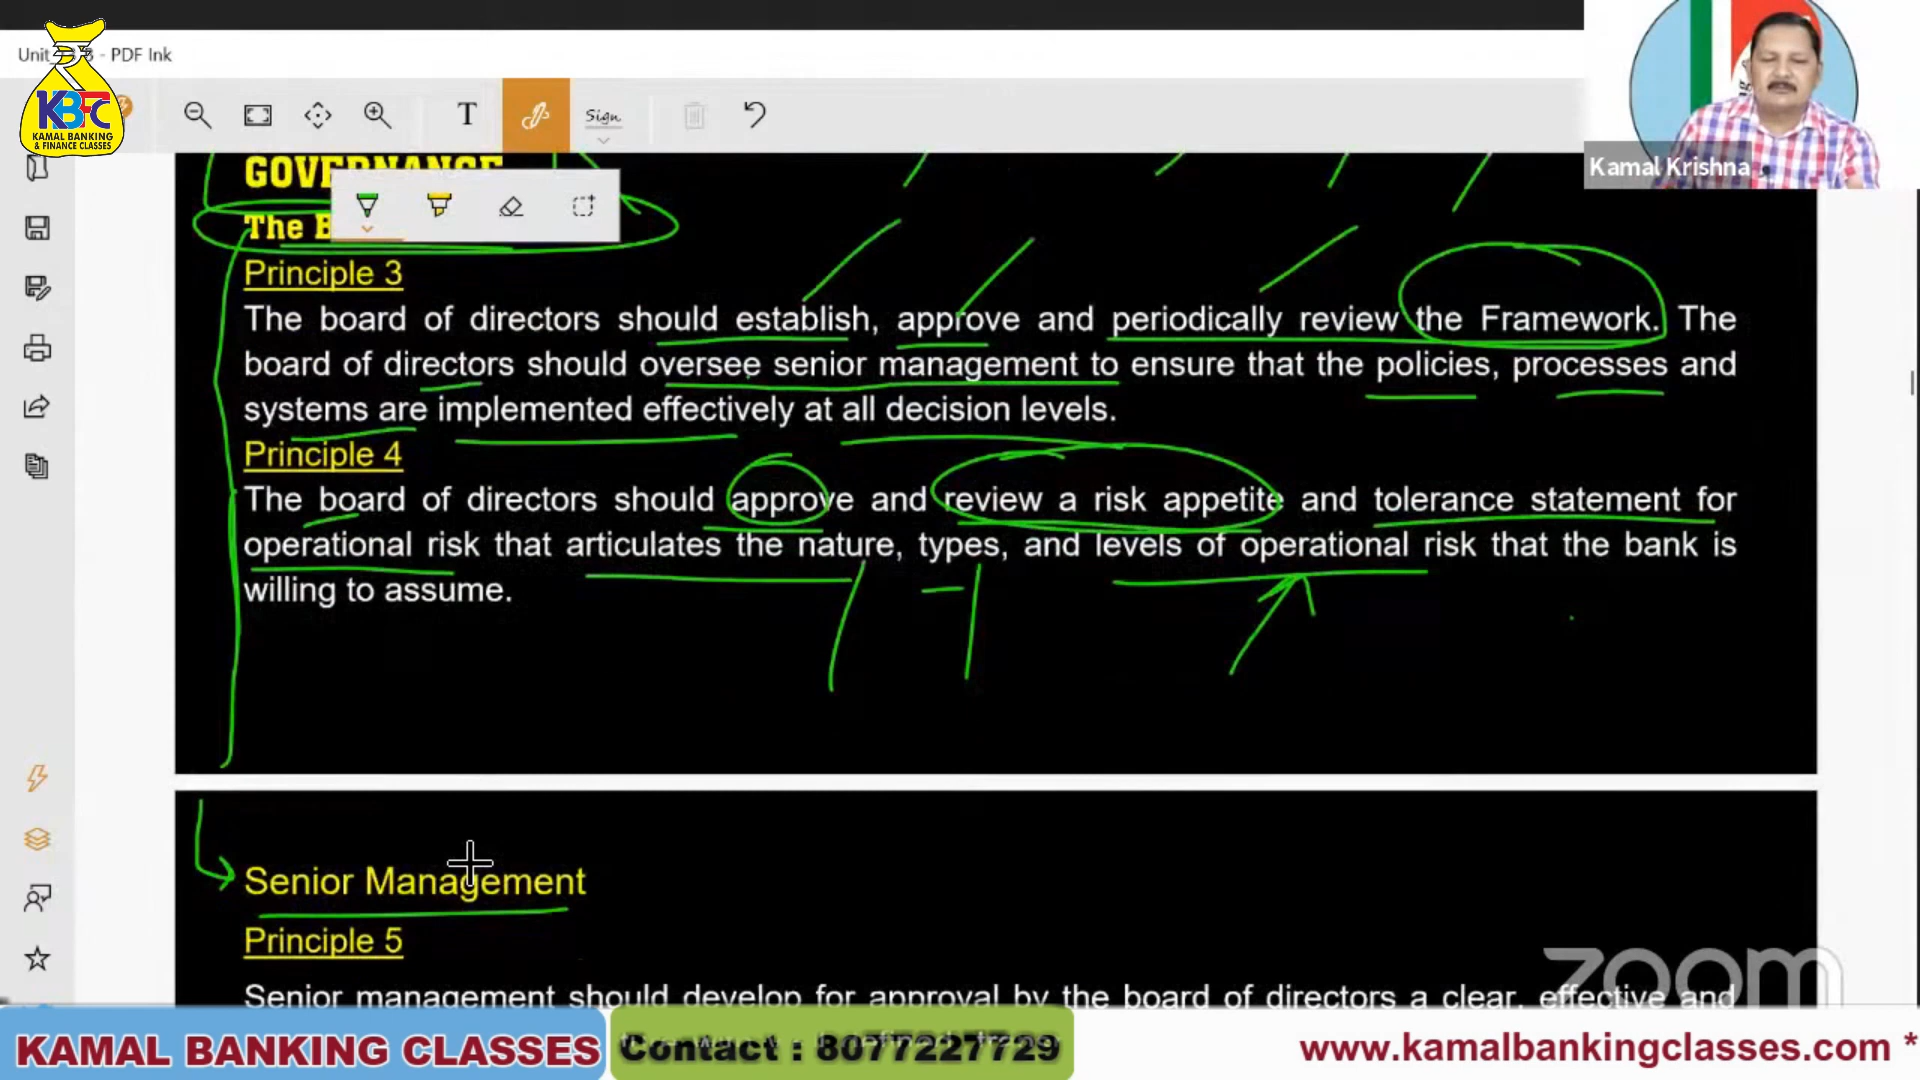 Unit
- PDF Ink
KBFC
KAMAL BANKING
& FINANCE CLASSES
T
Sign
Kamal Krishna
GOVERNANCE
The B
Principle 3
The board of directors should establish, approve and periodically review the Framework. The
board of directors should oversee senior management to ensure that the policies, processes and
systems are implemented effectively at all decision levels.
Principle 4
The board of directors should approve and review a risk appetite and tolerance statement for
operational risk that articulates the nature, types, and levels of operational risk that the bank is
willing to assume.
Senior Management
Principle 5
Senior management should develop for approval by the board of directors a clear, effective and
zoom
KAMAL BANKING CLASSES
Contact : 8077227729
www.kamalbankingclasses.com *